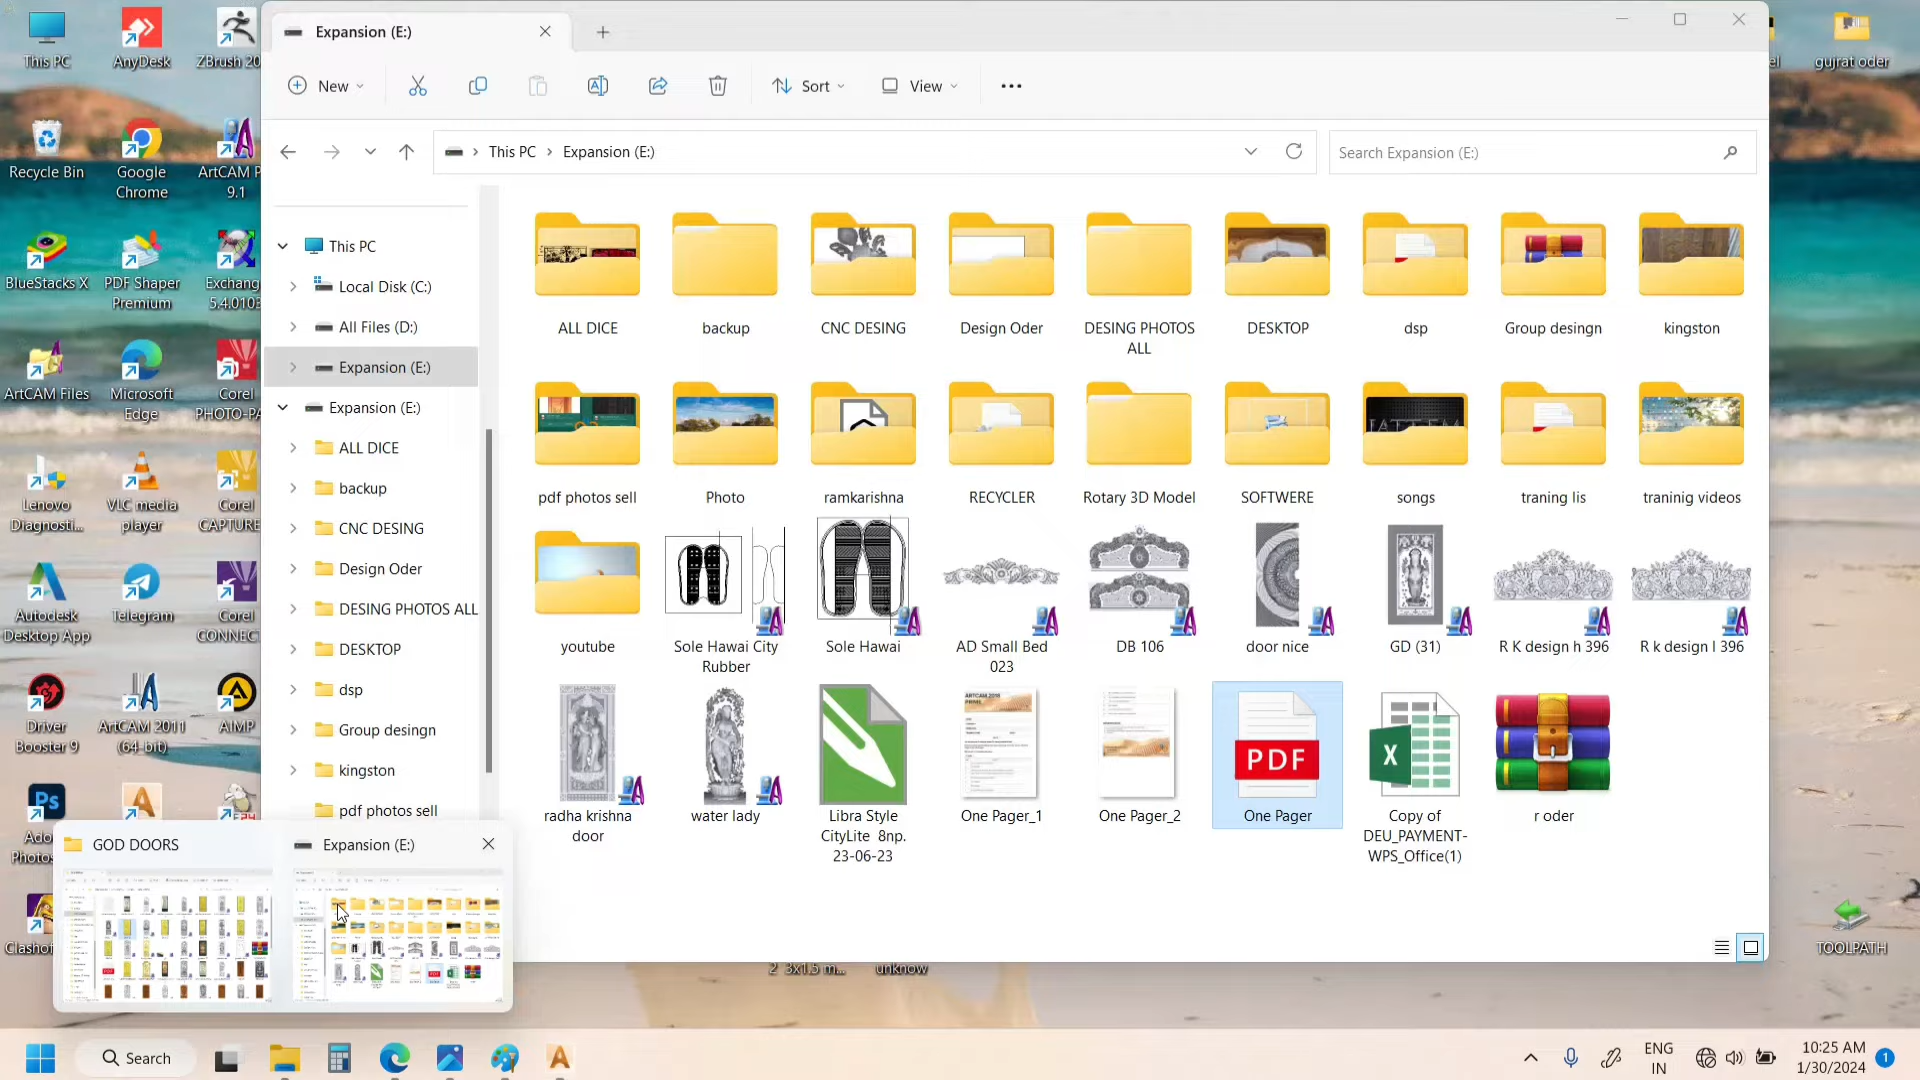 This PC
AnyDesk
ZBrush 20
Recycle Bin
Google
Chrome
ArtCAM P
9.1
BlueStacks X
PDF Shaper
Premium
Exchang
5.4.0103
ArtCAM Files
Microsoft
Edge
Corel
PHOTO-PA
Lenovo
Diagnosti...
VLC media
player
Corel
CAPTURE
Autodesk
Desktop App
Telegram
Corel
CONNECT
Driver
Booster 9
ArtCAM 2011
(64-bit)
AIMP
Ps
Ado
Photos
Clashof
Expansion (E:)
New
Sort
View
This PC
Expansion (E:)
Search Expansion (E:)
This PC
Local Disk (C:)
All Files (D:)
Expansion (E:)
Expansion (E:)
ALL DICE
backup
CNC DESING
Design Oder
DESING PHOTOS ALL
DESKTOP
dsp
Group desingn
kingston
pdf photos sell
ALL DICE
backup
CNC DESING
Design Oder
DESING PHOTOS
ALL
DESKTOP
dsp
Group desingn
kingston
pdf photos sell
Photo
ramkarishna
RECYCLER
Rotary 3D Model
SOFTWERE
songs
traning lis
traninig videos
youtube
Sole Hawai City
Rubber
Sole Hawai
AD Small Bed
023
DB 106
door nice
GD (31)
R K design h 396
R k design l 396
radha krishna
door
water lady
Libra Style
CityLite 8np.
23-06-23
One Pager_1
One Pager_2
PDF
One Pager
Copy of
DEU_PAYMENT-
WPS_Office(1)
r oder
gujrat oder
TOOLPATH
GOD DOORS
Expansion (E:)
2 3x1.5 m...
unknow
Search
ENG
IN
10:25 AM
1/30/2024
1